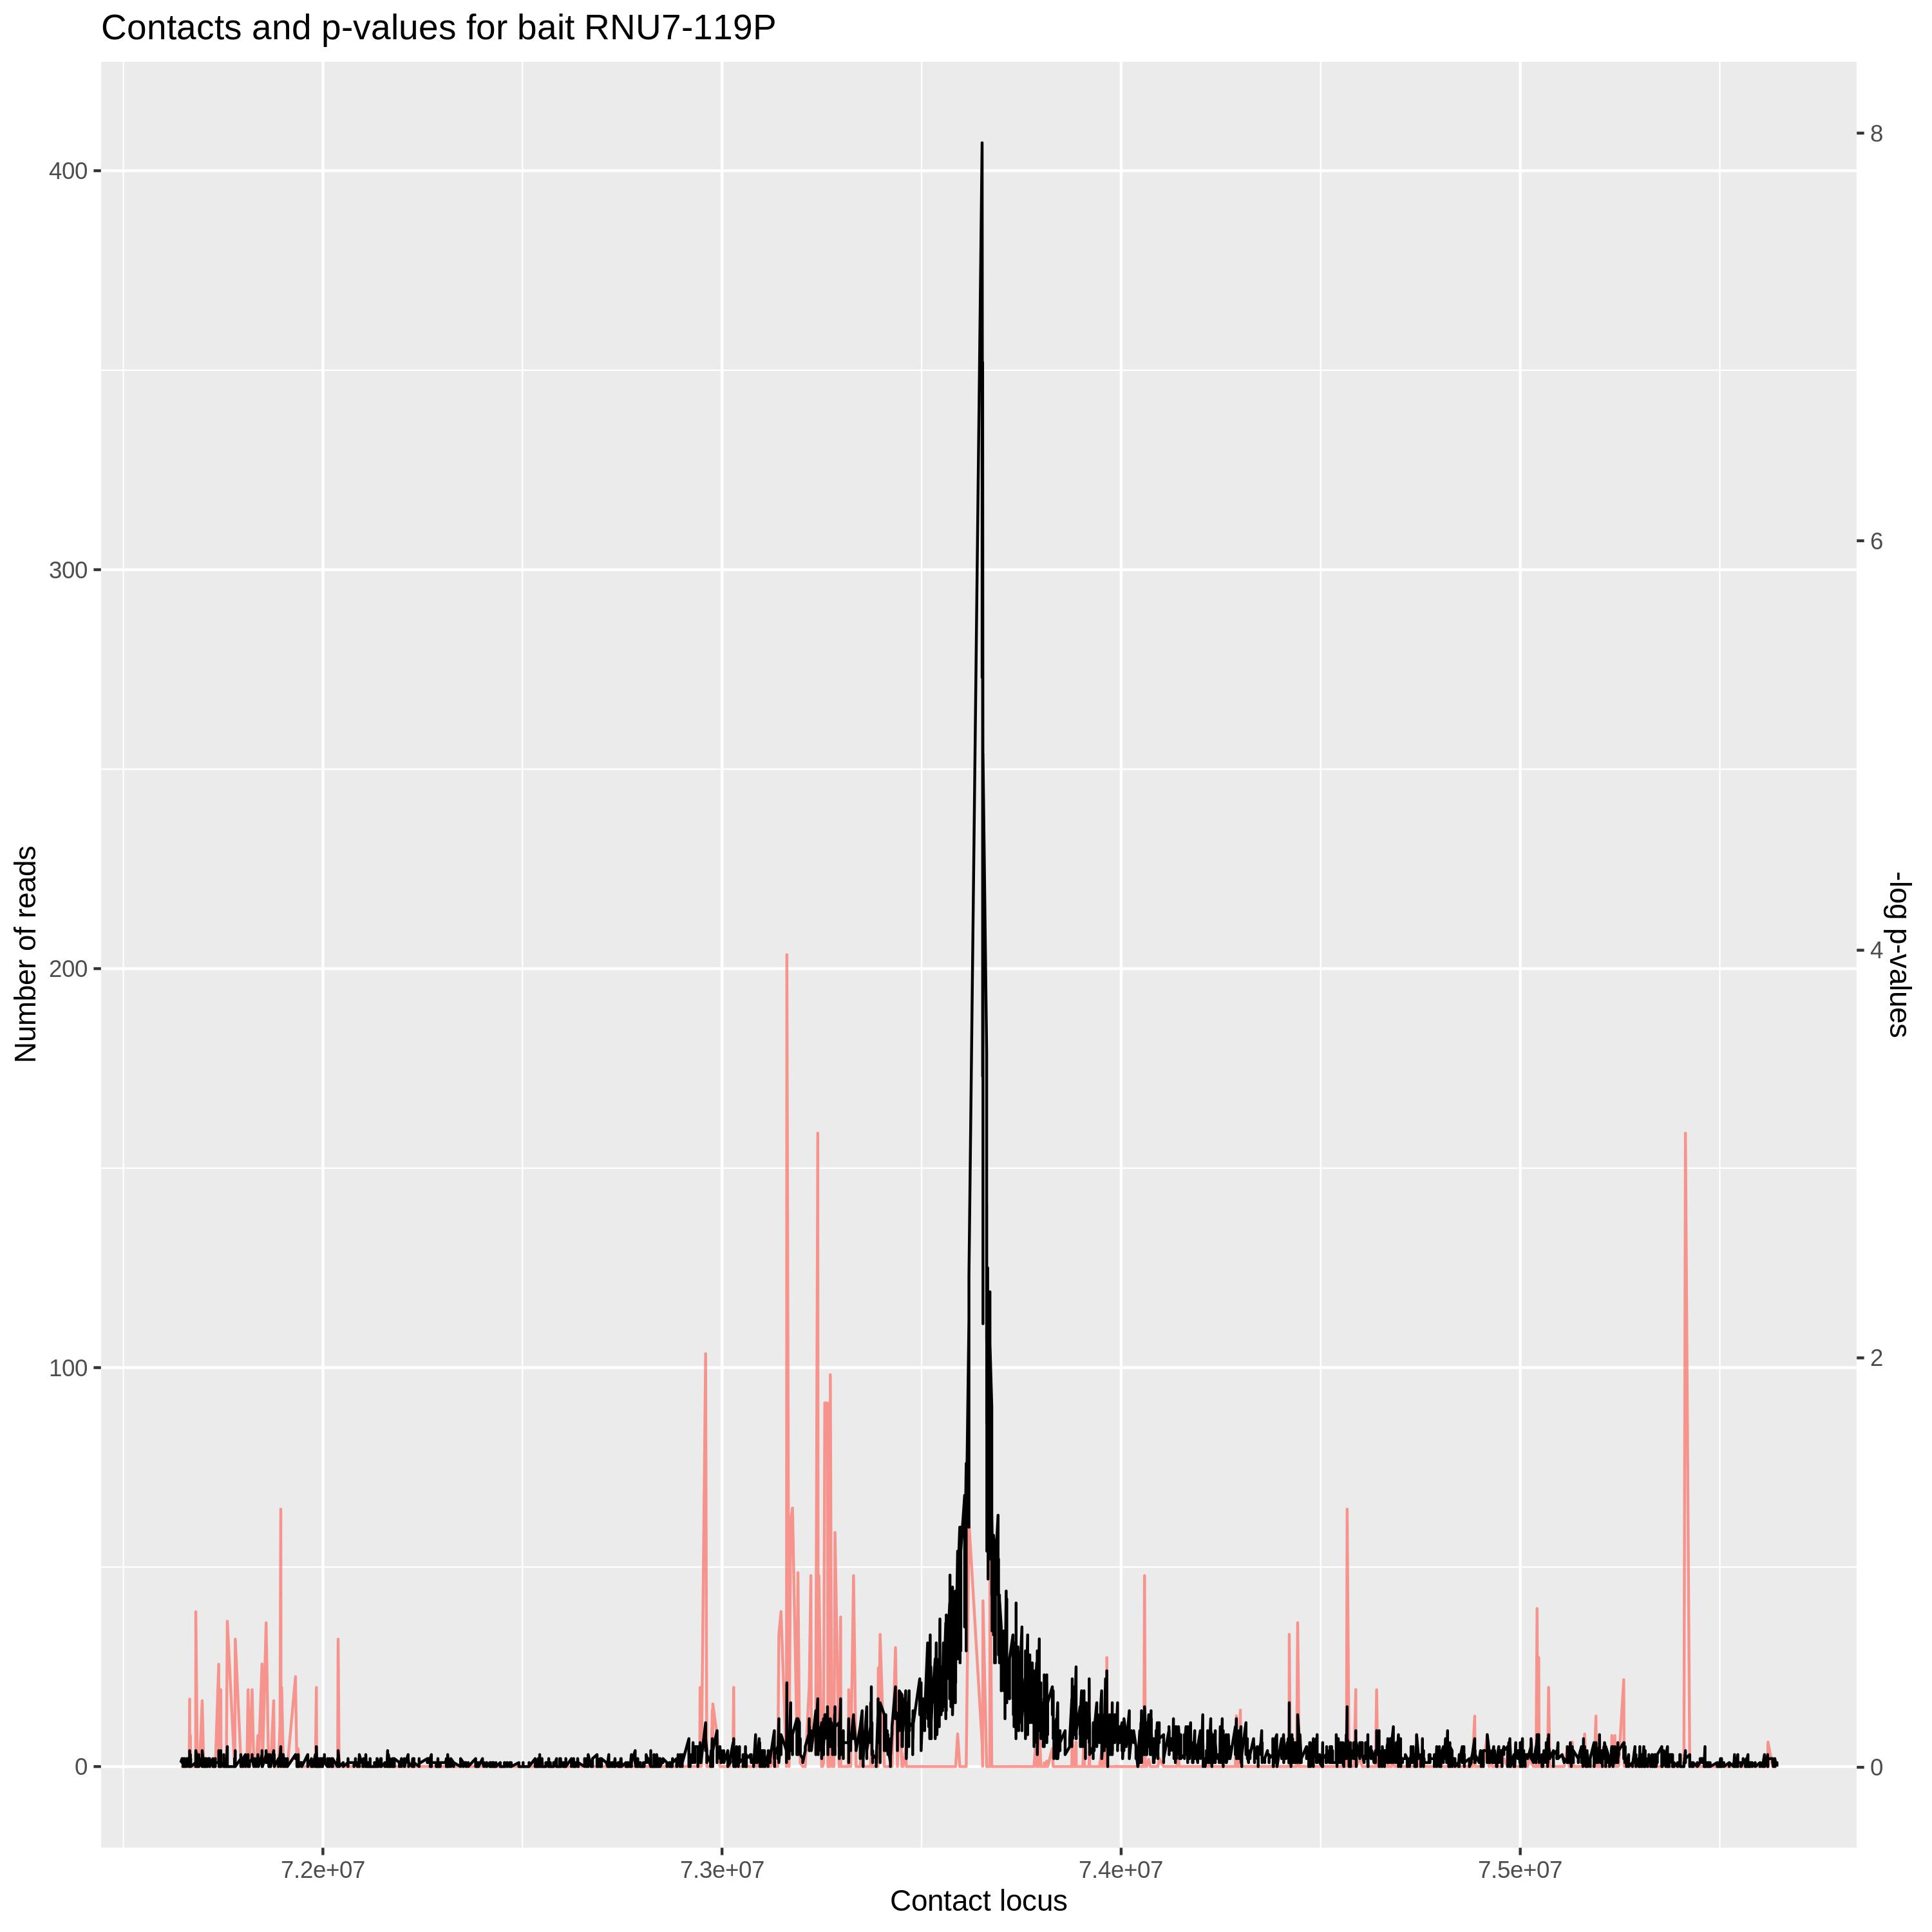 Contacts and p-values for bait RNU7-119P
400
300
200
100
0
Number of reads
8
6
4
2
0
-log p-values
7.2e+07
7.3e+07
7.4e+07
7.5e+07
Contact locus